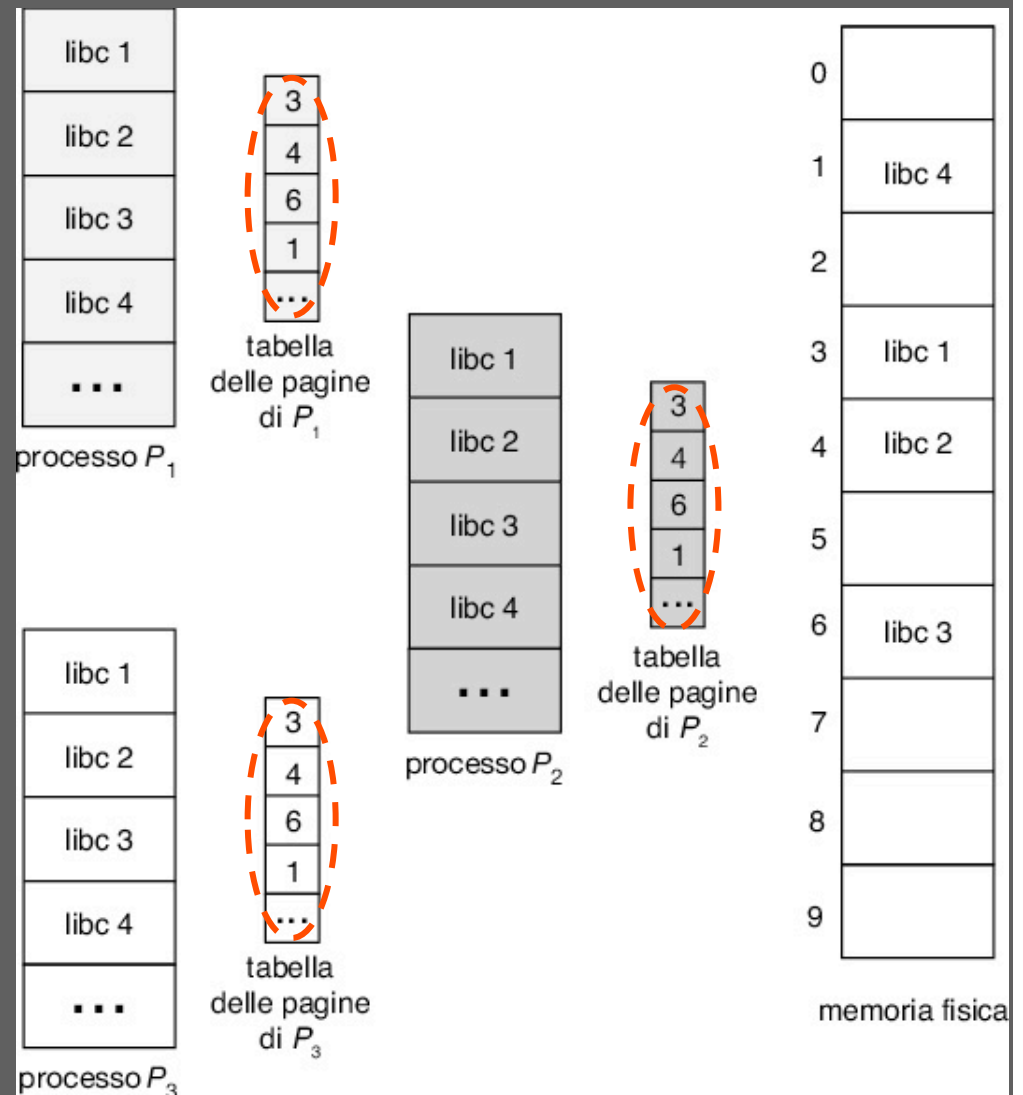 libc 1
libc 2
libc 3
libc 4
...
processo P1
3
4
6
1
...
tabella
delle pagine
di P1
libc 1
libc 2
libc 3
libc 4
...
processo P2
3
4
6
1
...
tabella
delle pagine
di P2
libc 1
libc 2
libc 3
libc 4
...
processo P3
3
4
6
1
...
tabella
delle pagine
di P3
0
1 libc 4
2
3 libc 1
4 libc 2
5
6 libc 3
7
8
9
memoria fisica